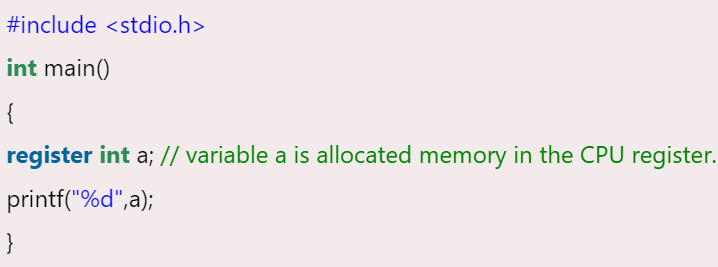 #include <stdio.h>
int main()
{
register int a; // variable a is allocated memory in the CPU register.
printf("%d",a);
}